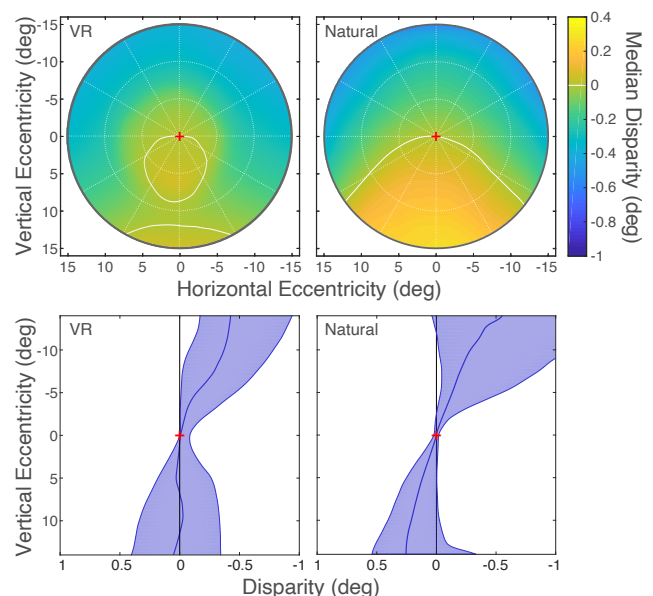 VR
Natural
-15
-10
-5
0
5
10
15
Vertical Eccentricity (deg)
15 10 5 0 -5 -10 -15
15 10 5 0 -5 -10 -15
Horizontal Eccentricity (deg)
0.4
0.2
0
-0.2
-0.4
-0.6
-0.8
-1
Median Disparity (deg)
VR
Natural
-10
-5
0
5
10
Vertical Eccentricity (deg)
1 0.5 0 -0.5 -1
1 0.5 0 -0.5 -1
Disparity (deg)